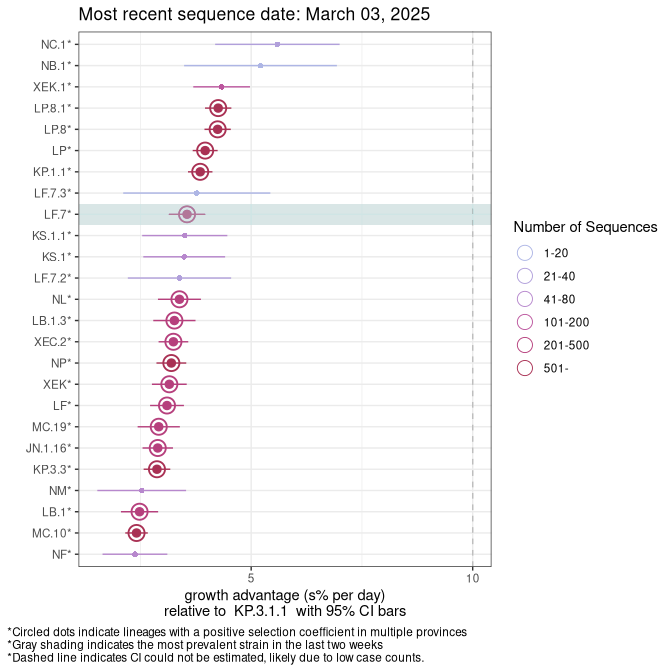 Most recent sequence date: March 03, 2025
NC.1*
NB.1*
XEK.1*
LP.8.1*
LP.8*
LP*
KP.1.1*
LF.7.3*
LF.7*
KS.1.1*
KS.1*
LF.7.2*
NL*
LB.1.3*
XEC.2*
NP*
XEK*
LF*
MC.19*
JN.1.16*
KP.3.3*
NM*
LB.1*
MC.10*
NF*
5 10
growth advantage (s% per day)
relative to KP.3.1.1 with 95% CI bars
Number of Sequences
1-20
21-40
41-80
101-200
201-500
501-
*Circled dots indicate lineages with a positive selection coefficient in multiple provinces
*Gray shading indicates the most prevalent strain in the last two weeks
*Dashed line indicates CI could not be estimated, likely due to low case counts.